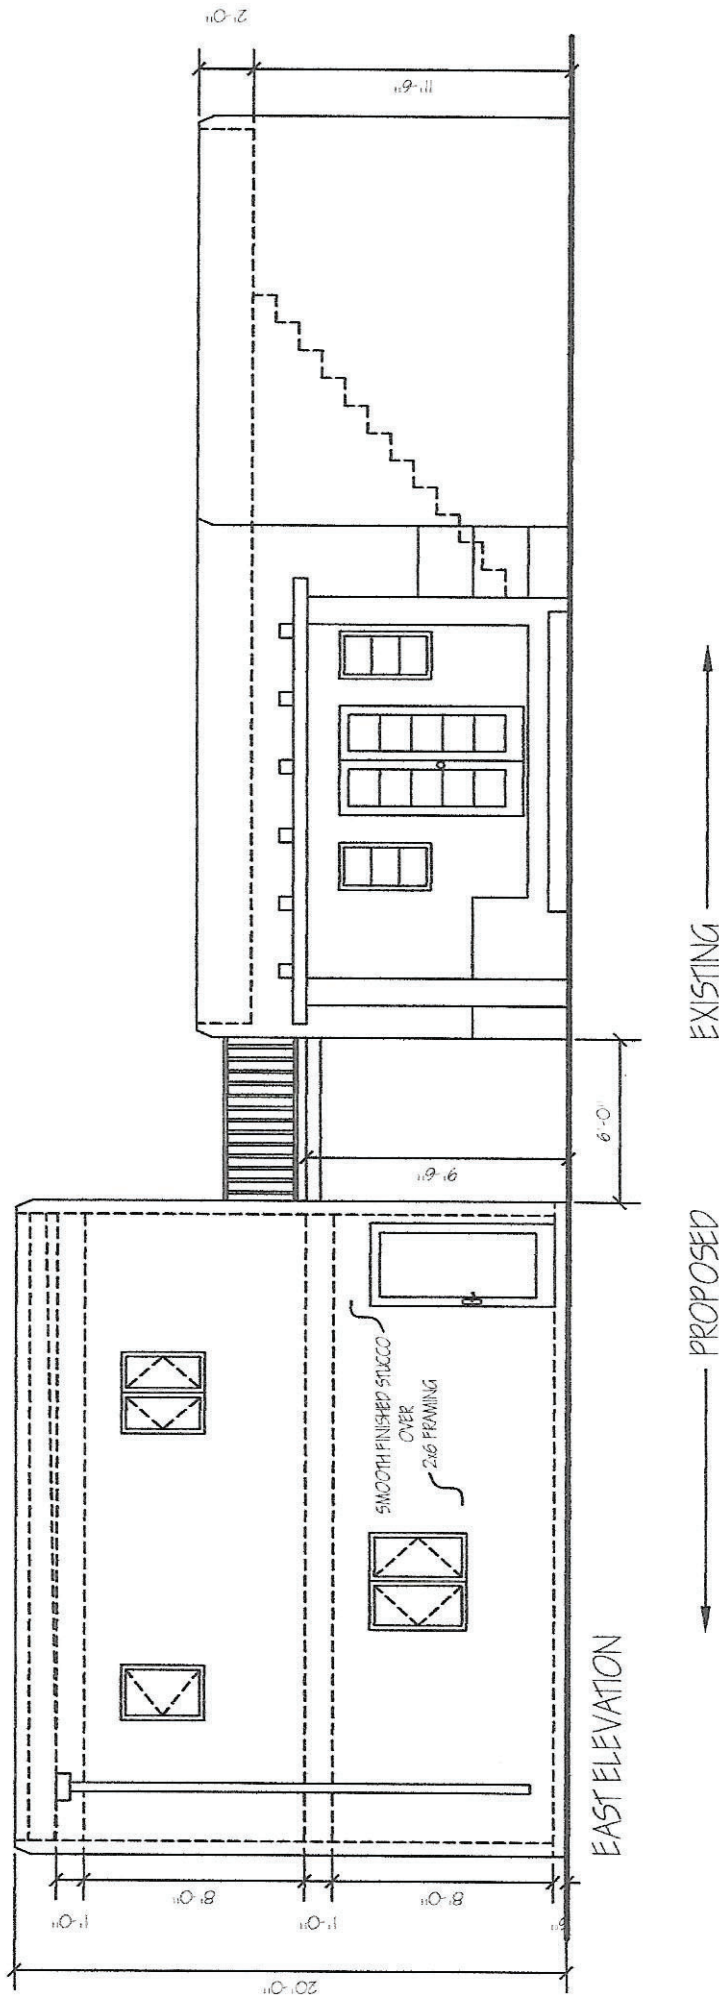 2'-0"
11'-6"
9'-6"
6'-0"
SMOOTH FINISHED STUCCO
OVER
2x6 FRAMING
1'-0"
8'-0"
1'-0"
8'-0"
20'-0"
EAST ELEVATION
PROPOSED
EXISTING